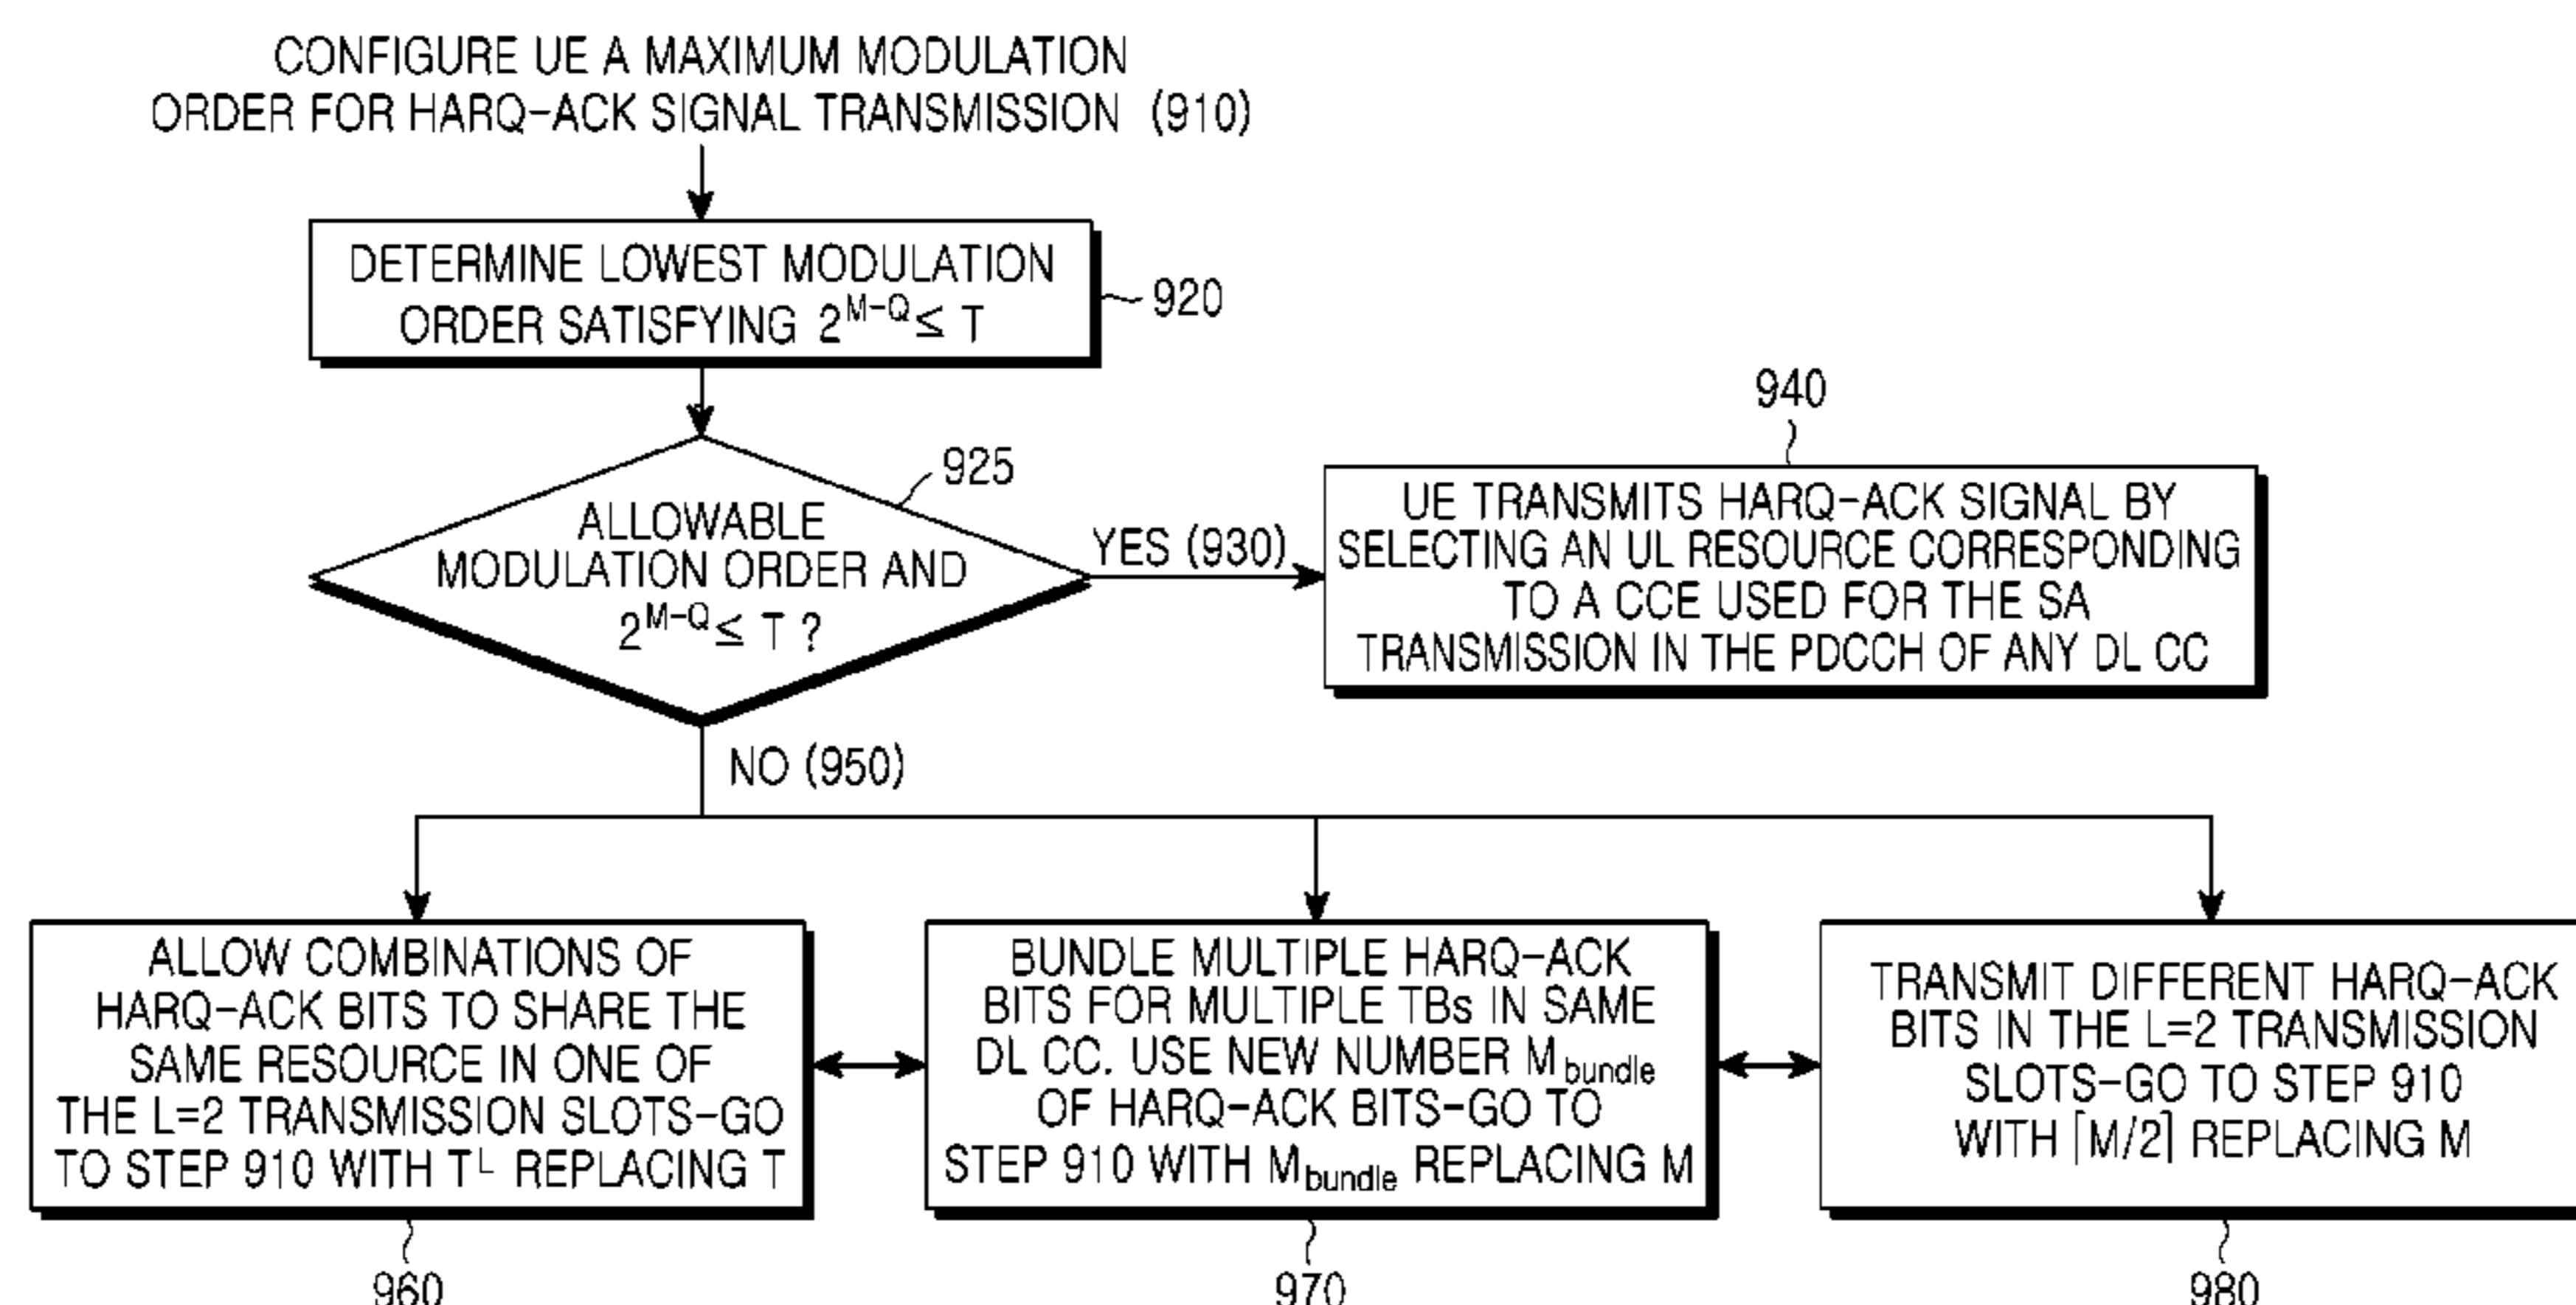 CONFIGURE UE A MAXIMUM MODULATION
ORDER FOR HARQ-ACK SIGNAL TRANSMISSION (910)
DETERMINE LOWEST MODULATION
ORDER SATISFYING 2^{M-Q} ≤ T
920
925
ALLOWABLE
MODULATION ORDER AND
2^{M-Q} ≤ T ?
YES (930)
940
UE TRANSMITS HARQ-ACK SIGNAL BY
SELECTING AN UL RESOURCE CORRESPONDING
TO A CCE USED FOR THE SA
TRANSMISSION IN THE PDCCH OF ANY DL CC
NO (950)
ALLOW COMBINATIONS OF
HARQ-ACK BITS TO SHARE THE
SAME RESOURCE IN ONE OF
THE L=2 TRANSMISSION SLOTS-GO
TO STEP 910 WITH T^L REPLACING T
960
BUNDLE MULTIPLE HARQ-ACK
BITS FOR MULTIPLE TBs IN SAME
DL CC. USE NEW NUMBER M_{bundle}
OF HARQ-ACK BITS-GO TO
STEP 910 WITH M_{bundle} REPLACING M
970
TRANSMIT DIFFERENT HARQ-ACK
BITS IN THE L=2 TRANSMISSION
SLOTS-GO TO STEP 910
WITH ⌈M/2⌉ REPLACING M
980